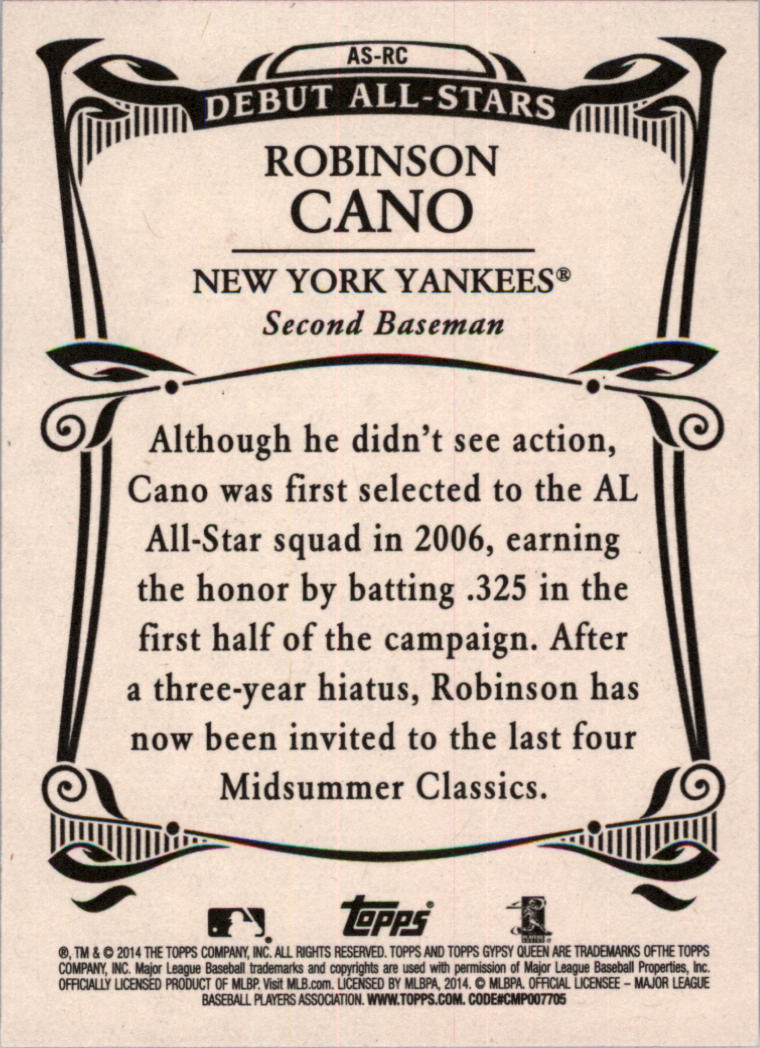 AS-RC
DEBUT ALL-STARS
ROBINSON
CANO
NEW YORK YANKEES®
Second Baseman
Although he didn't see action,
Cano was first selected to the AL
All-Star squad in 2006, earning
the honor by batting .325 in the
first half of the campaign. After
a three-year hiatus, Robinson has
now been invited to the last four
Midsummer Classics.
topps®
®, TM & © 2014 THE TOPPS COMPANY, INC. ALL RIGHTS RESERVED. TOPPS AND TOPPS GYPSY QUEEN ARE TRADEMARKS OFTHE TOPPS
COMPANY, INC. Major League Baseball trademarks and copyrights are used with permission of Major League Baseball Properties, Inc.
OFFICIALLY LICENSED PRODUCT OF MLBP. Visit MLB.com. LICENSED BY MLBPA, 2014. © MLBPA. OFFICIAL LICENSEE – MAJOR LEAGUE
BASEBALL PLAYERS ASSOCIATION. WWW.TOPPS.COM. CODE#CMP007705